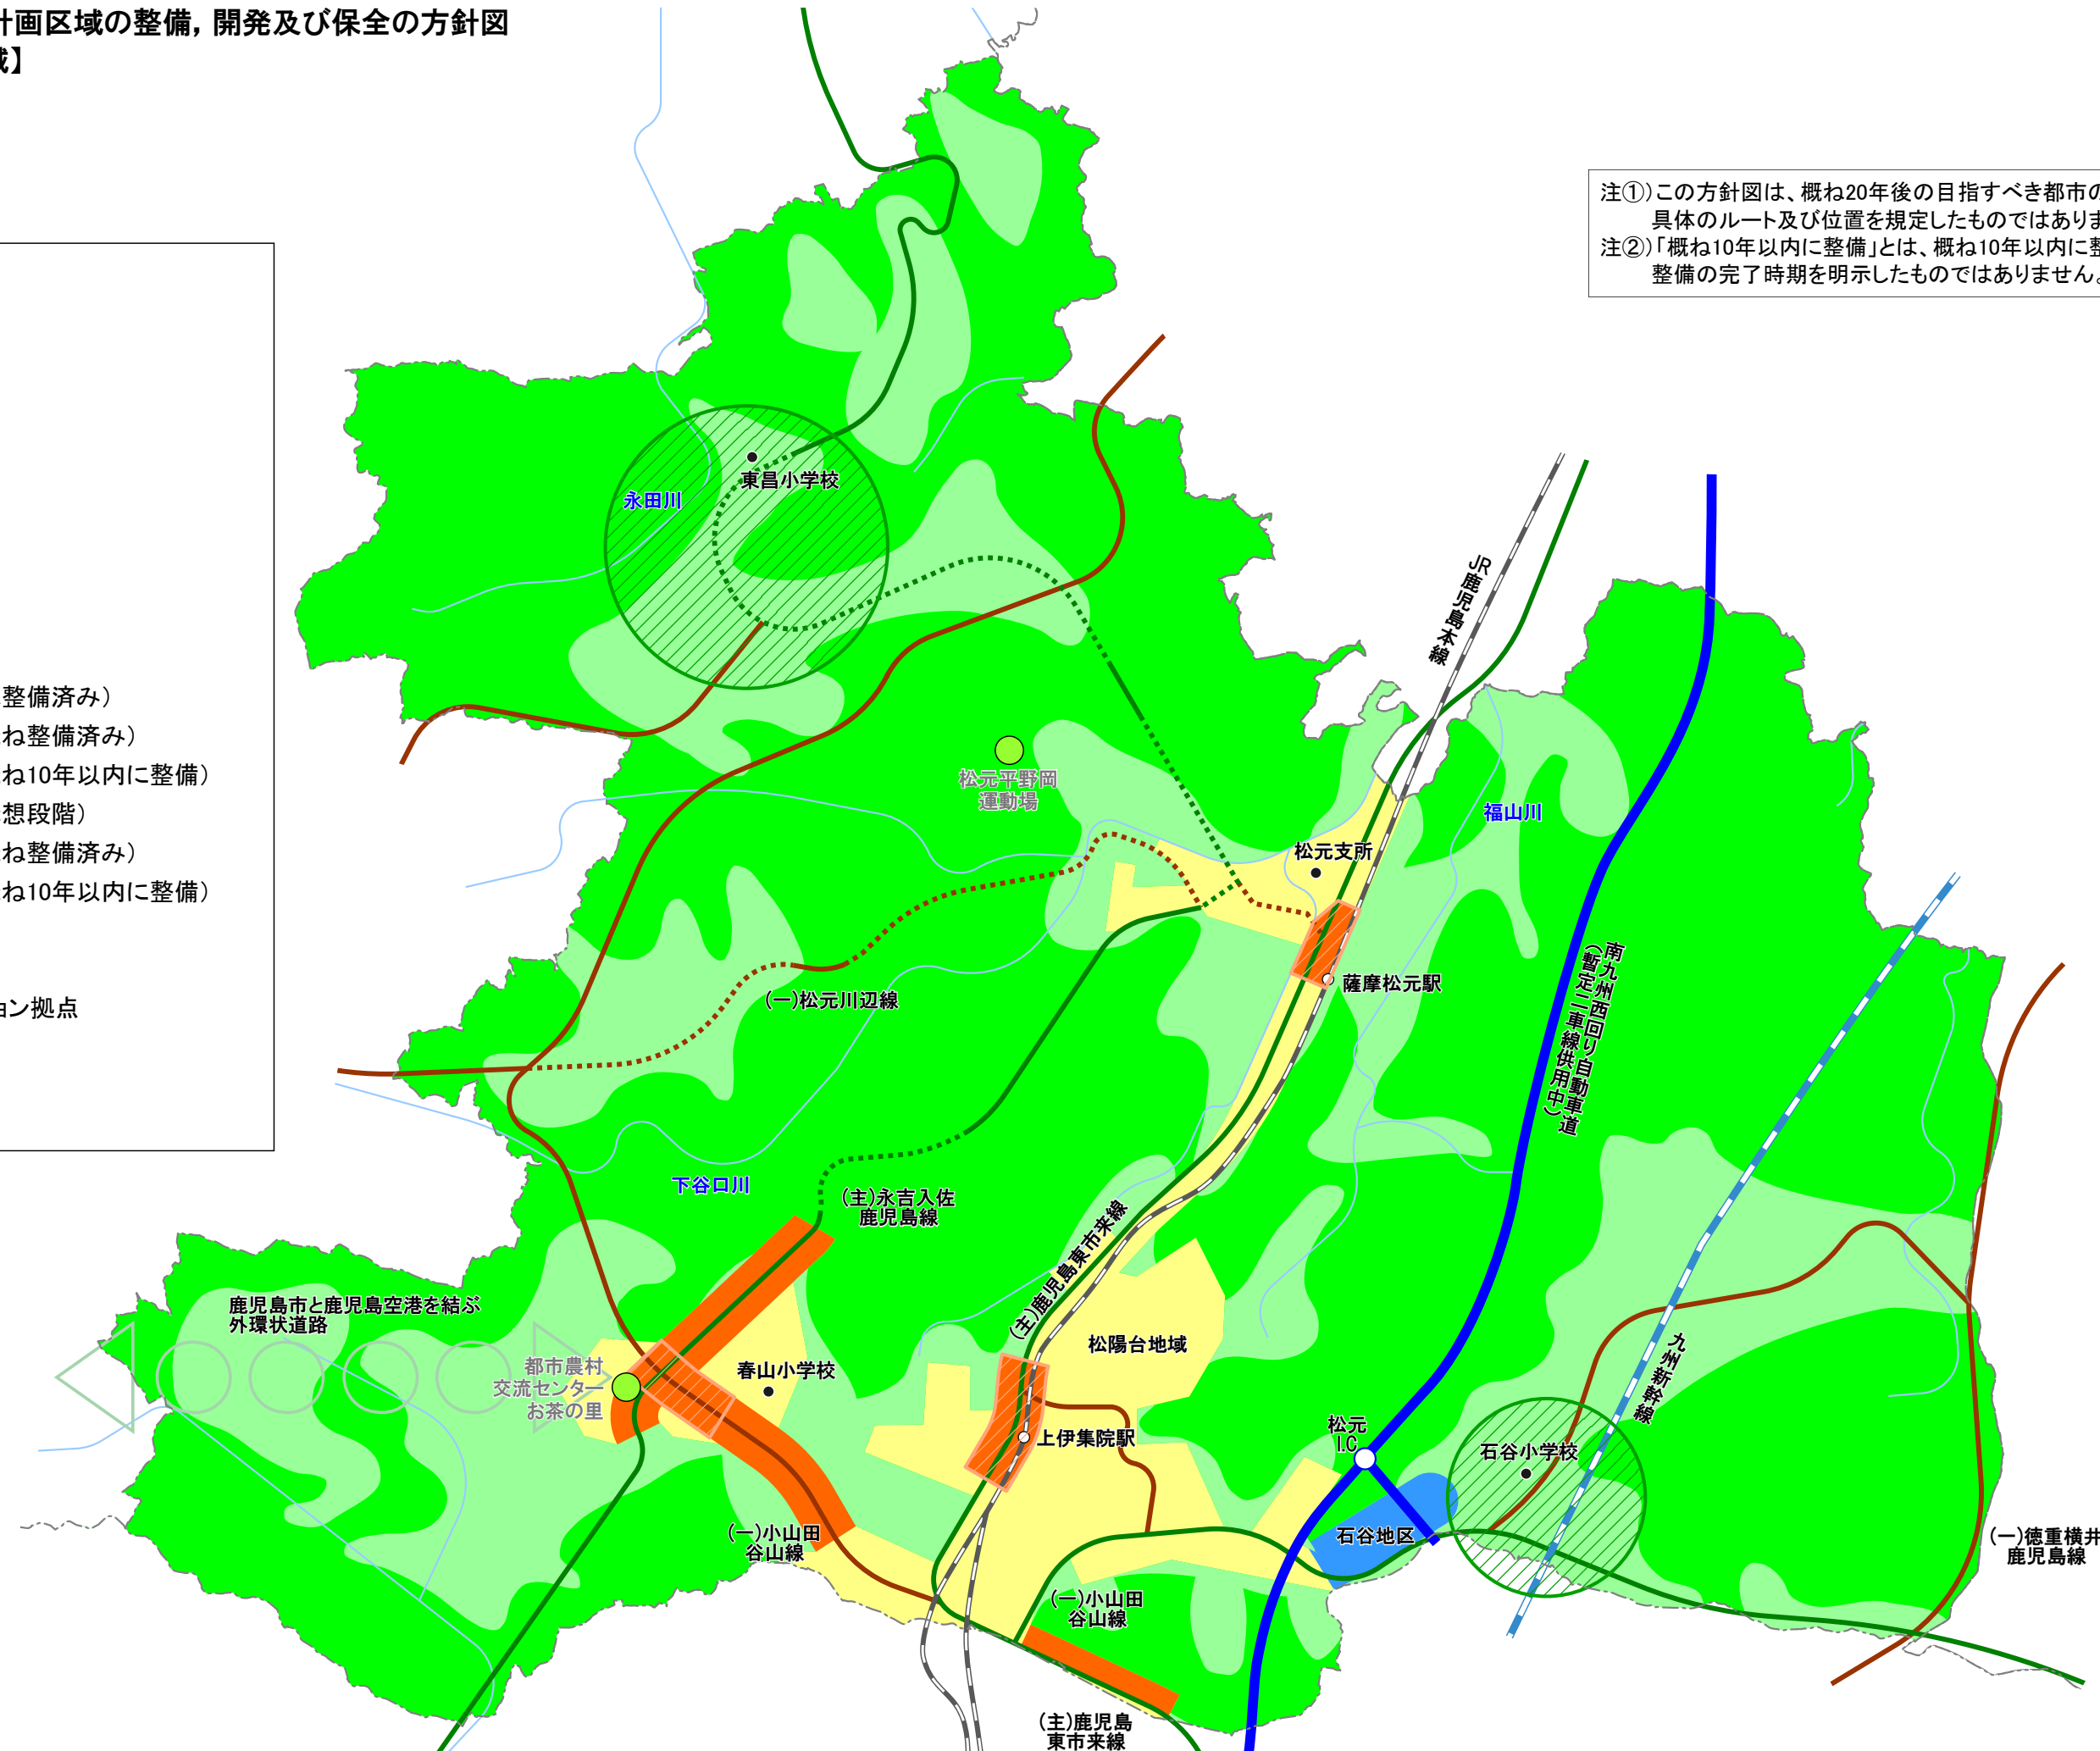 計画区域の整備，開発及び保全の方針図
域】
注①）この方針図は、概ね20年後の目指すべき都市の
具体のルート及び位置を規定したものではありま
注②）「概ね10年以内に整備」とは、概ね10年以内に整
整備の完了時期を明示したものではありません。
整備済み）
ね整備済み）
ね10年以内に整備）
想段階）
ね整備済み）
ね10年以内に整備）
ョン拠点
東昌小学校
永田川
JR鹿児島本線
松元平野岡
運動場
福山川
松元支所
薩摩松元駅
（一）松元川辺線
南九州西回り自動車道
（暫定二車線供用中）
下谷口川
（主）永吉入佐
鹿児島線
（主）鹿児島東市来線
鹿児島市と鹿児島空港を結ぶ
外環状道路
都市農村
交流センター
お茶の里
春山小学校
松陽台地域
九州新幹線
上伊集院駅
松元
I.C
石谷小学校
石谷地区
（一）小山田
谷山線
（一）徳重横井
鹿児島線
（一）小山田
谷山線
（主）鹿児島
東市来線